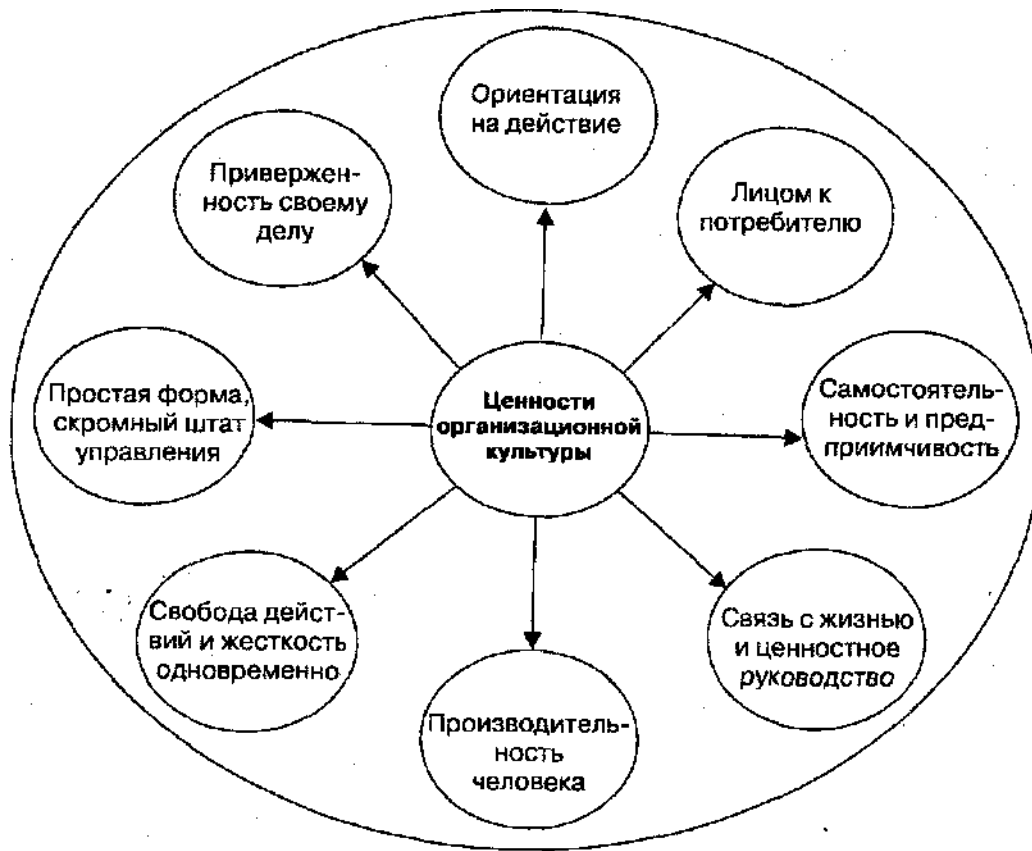 Ориентация
на действие
Привержен-
ность своему
делу
Лицом к
потребителю
Простая форма,
скромный штат
управления
Ценности
организационной
культуры
Самостоятель-
ность и пред-
приимчивость
Свобода дейст-
вий и жесткость
одновременно
Связь с жизнью
и ценностное
руководство
Производитель-
ность
человека